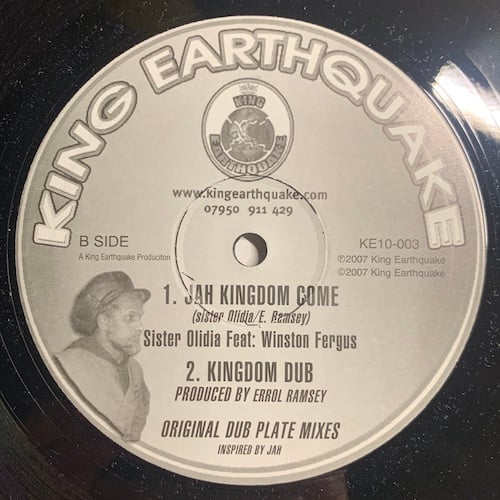 KING EARTHQUAKE
KING
EARTHQUAKE
www.kingearthquake.com
07950 911 429
B SIDE
KE10-003
A King Earthquake Produciton
℗2007 King Earthquake
©2007 King Earthquake
1. JAH KINGDOM COME
(sister Olidia/E. Ramsey)
Sister Olidia Feat: Winston Fergus
2. KINGDOM DUB
PRODUCED BY ERROL RAMSEY
ORIGINAL DUB PLATE MIXES
INSPIRED BY JAH